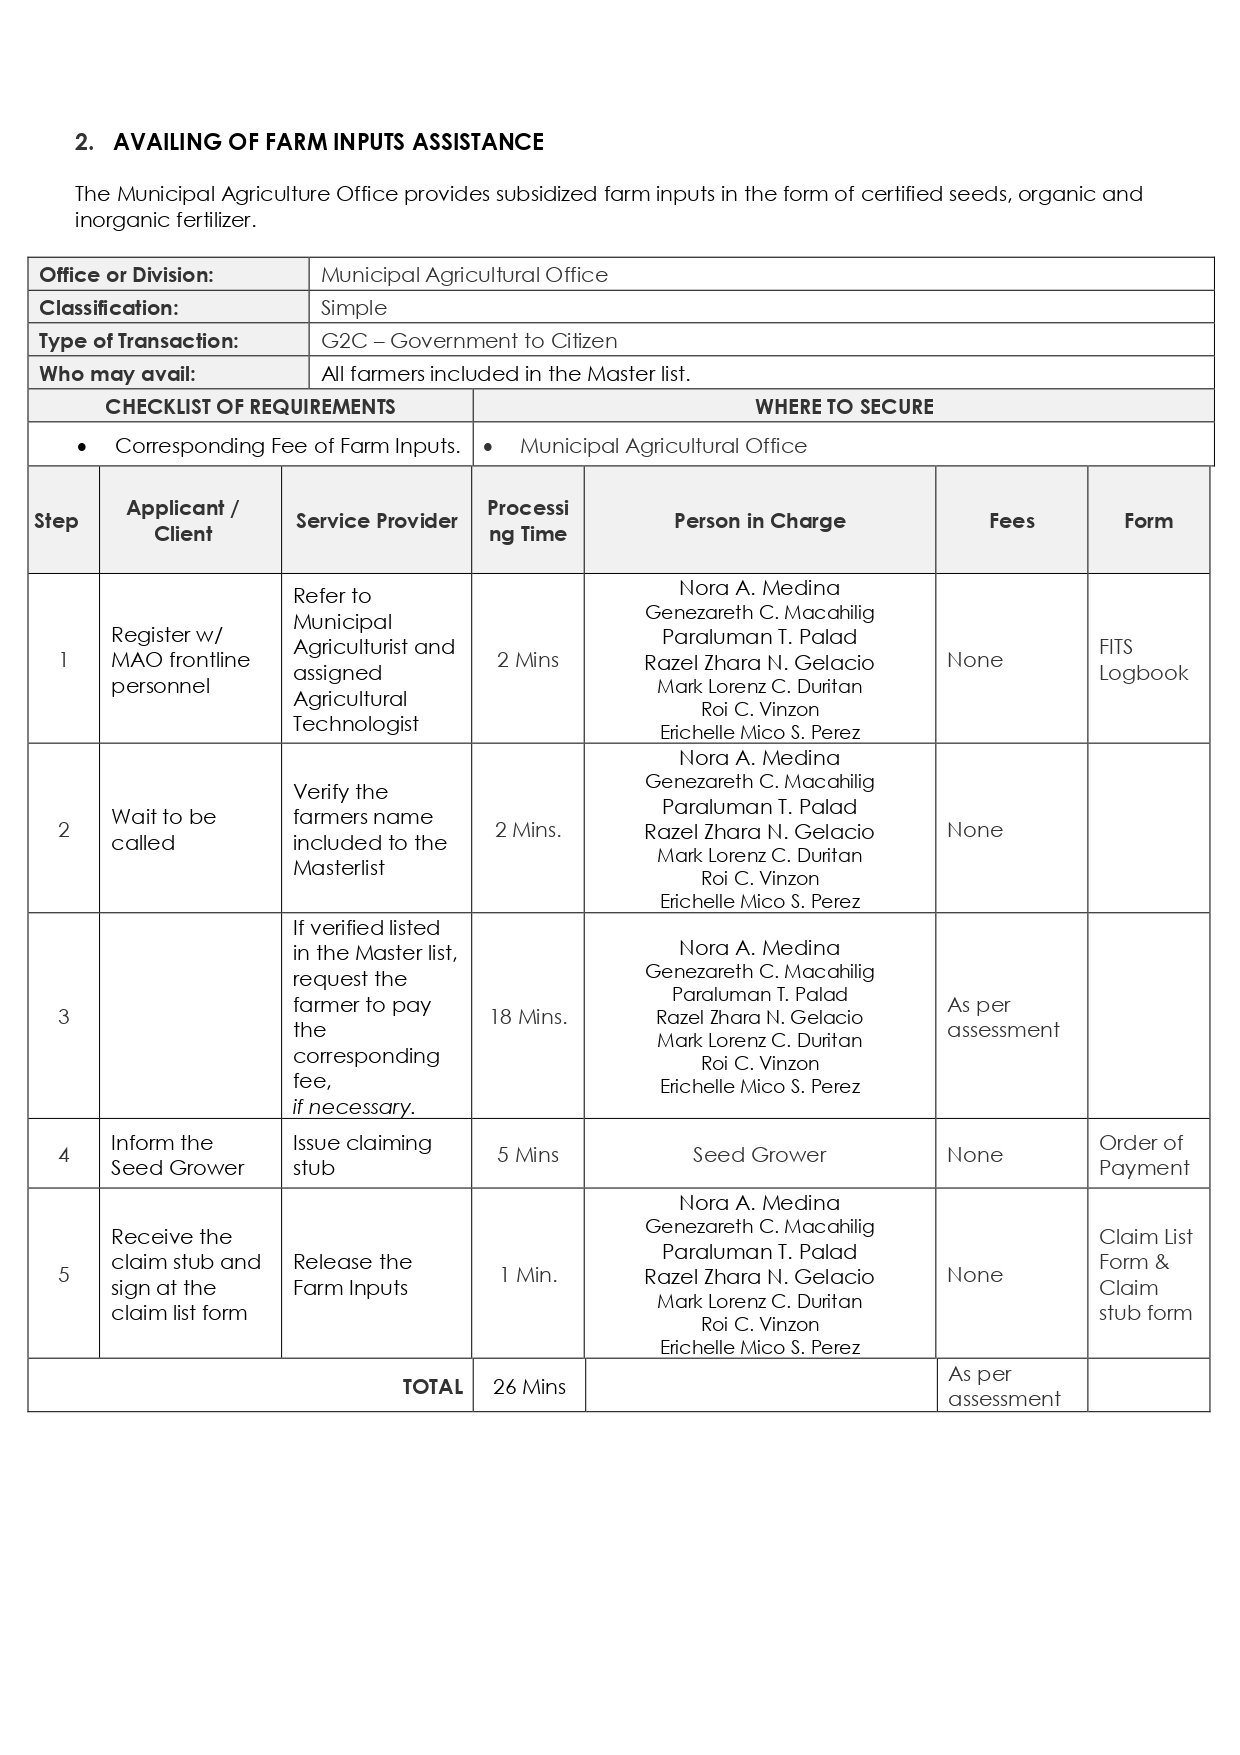 2. AVAILING OF FARM INPUTS ASSISTANCE
The Municipal Agriculture Office provides subsidized farm inputs in the form of certified seeds, organic and
inorganic fertilizer.
Office or Division: Municipal Agricultural Office
Classification: Simple
Type of Transaction: G2C – Government to Citizen
Who may avail: All farmers included in the Master list.
CHECKLIST OF REQUIREMENTS WHERE TO SECURE
• Corresponding Fee of Farm Inputs. • Municipal Agricultural Office
Step
Applicant /
Client
Service Provider
Processi
ng Time
Person in Charge
Fees
Form
1
Register w/
MAO frontline
personnel
Refer to
Municipal
Agriculturist and
assigned
Agricultural
Technologist
2 Mins
Nora A. Medina
Genezareth C. Macahilig
Paraluman T. Palad
Razel Zhara N. Gelacio
Mark Lorenz C. Duritan
Roi C. Vinzon
Erichelle Mico S. Perez
None
FITS
Logbook
2
Wait to be
called
Verify the
farmers name
included to the
Masterlist
2 Mins.
Nora A. Medina
Genezareth C. Macahilig
Paraluman T. Palad
Razel Zhara N. Gelacio
Mark Lorenz C. Duritan
Roi C. Vinzon
Erichelle Mico S. Perez
None
3
If verified listed
in the Master list,
request the
farmer to pay
the
corresponding
fee,
if necessary.
18 Mins.
Nora A. Medina
Genezareth C. Macahilig
Paraluman T. Palad
Razel Zhara N. Gelacio
Mark Lorenz C. Duritan
Roi C. Vinzon
Erichelle Mico S. Perez
As per
assessment
4
Inform the
Seed Grower
Issue claiming
stub
5 Mins
Seed Grower
None
Order of
Payment
5
Receive the
claim stub and
sign at the
claim list form
Release the
Farm Inputs
1 Min.
Nora A. Medina
Genezareth C. Macahilig
Paraluman T. Palad
Razel Zhara N. Gelacio
Mark Lorenz C. Duritan
Roi C. Vinzon
Erichelle Mico S. Perez
None
Claim List
Form &
Claim
stub form
TOTAL
26 Mins
As per
assessment